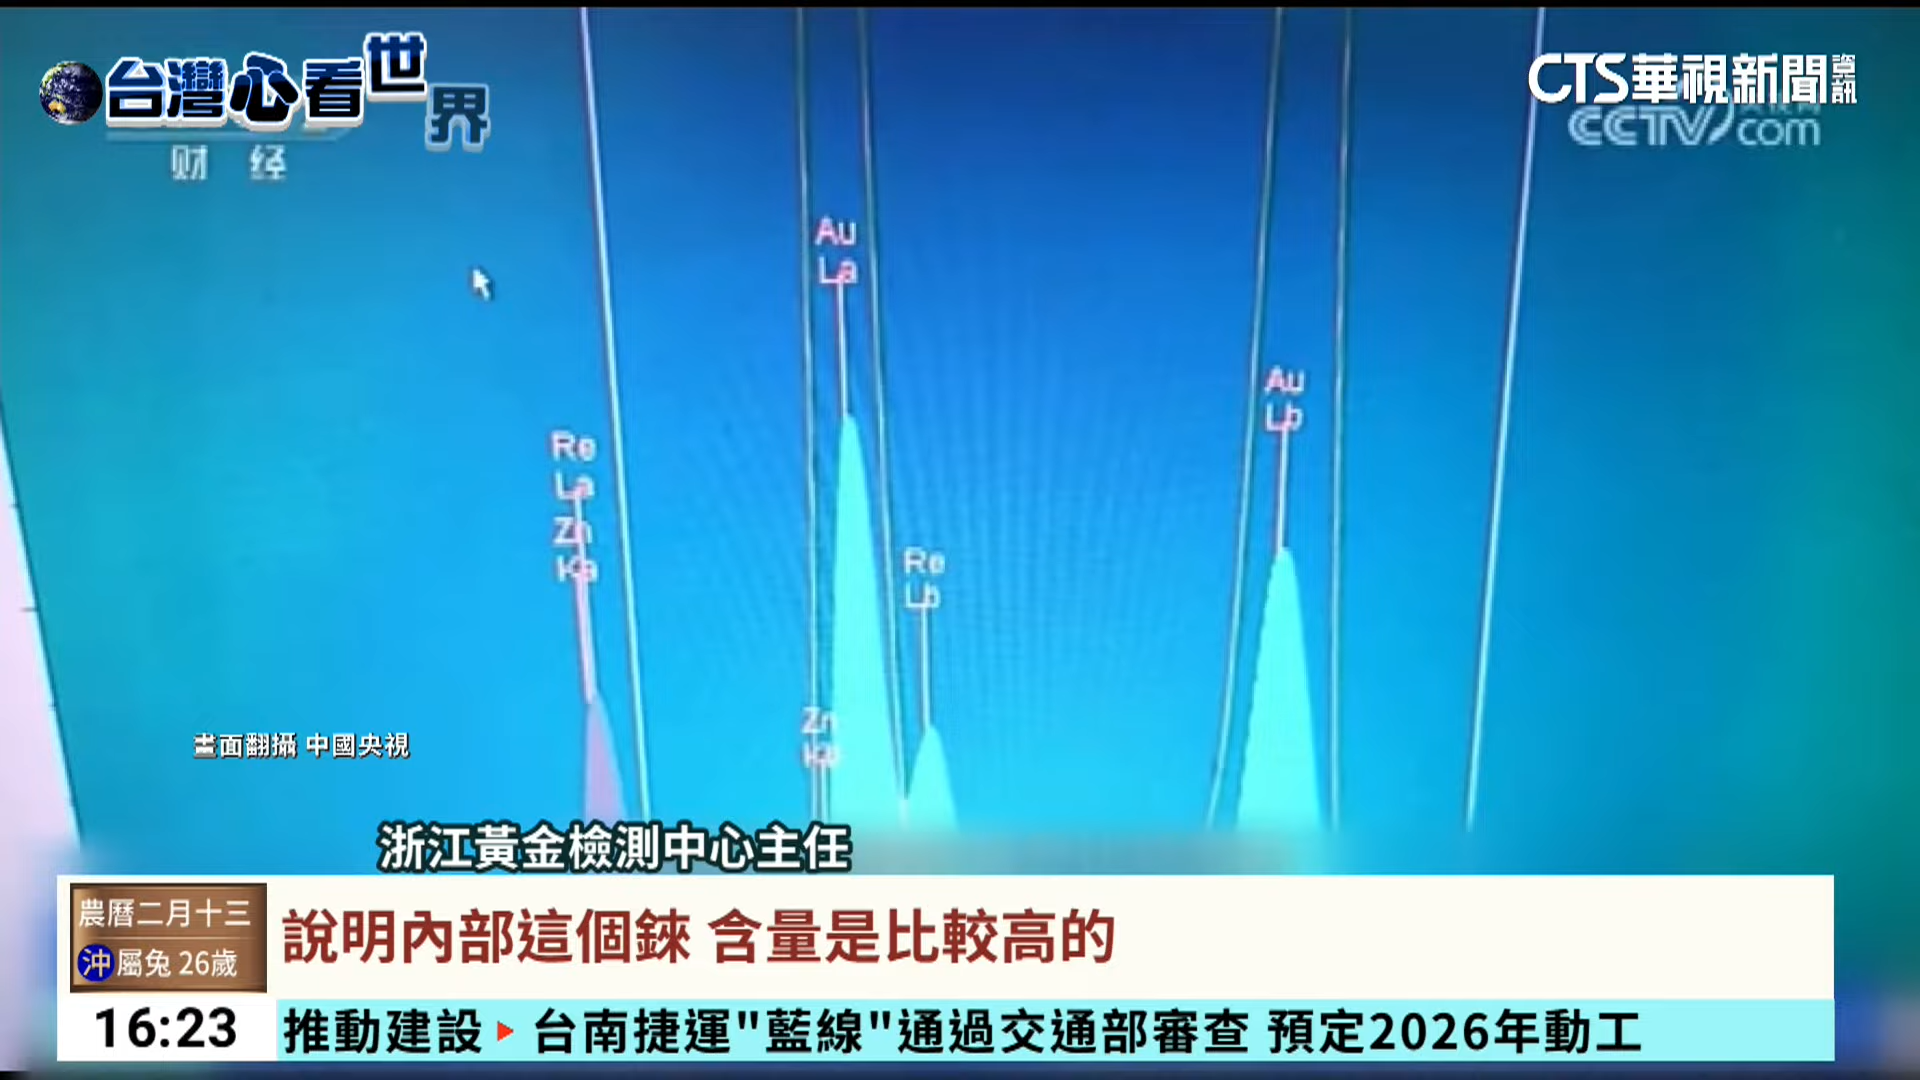 台灣心看世界
CTS華視新聞資訊
CCTV.com
财 经
Au
La
Au
Lb
Re
La
Zn
Ka
Re
Lb
Zn
畫面翻攝 中國央視
浙江黃金檢測中心主任
農曆二月十三
沖屬兔 26歲
說明內部這個錸 含量是比較高的
16:23
推動建設▶台南捷運"藍線"通過交通部審查 預定2026年動工